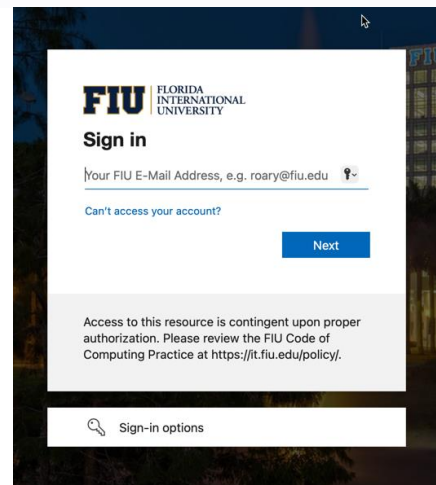 FIU
FLORIDA
INTERNATIONAL
UNIVERSITY
Sign in
Your FIU E-Mail Address, e.g. roary@fiu.edu
Can't access your account?
Next
Access to this resource is contingent upon proper
authorization. Please review the FIU Code of
Computing Practice at https://it.fiu.edu/policy/.
Sign-in options
FIU